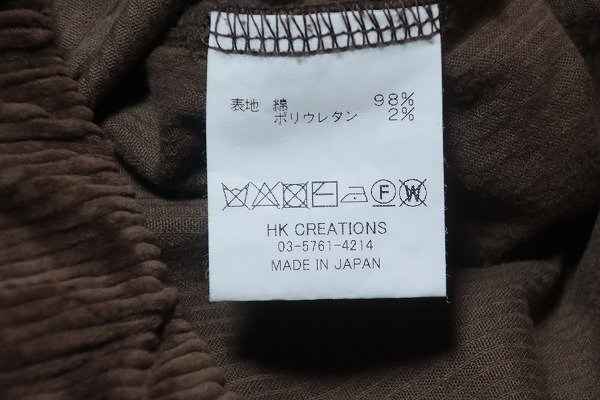 表地 綿 98%
ポリウレタン 2%
F W
HK CREATIONS
03-5761-4214
MADE IN JAPAN